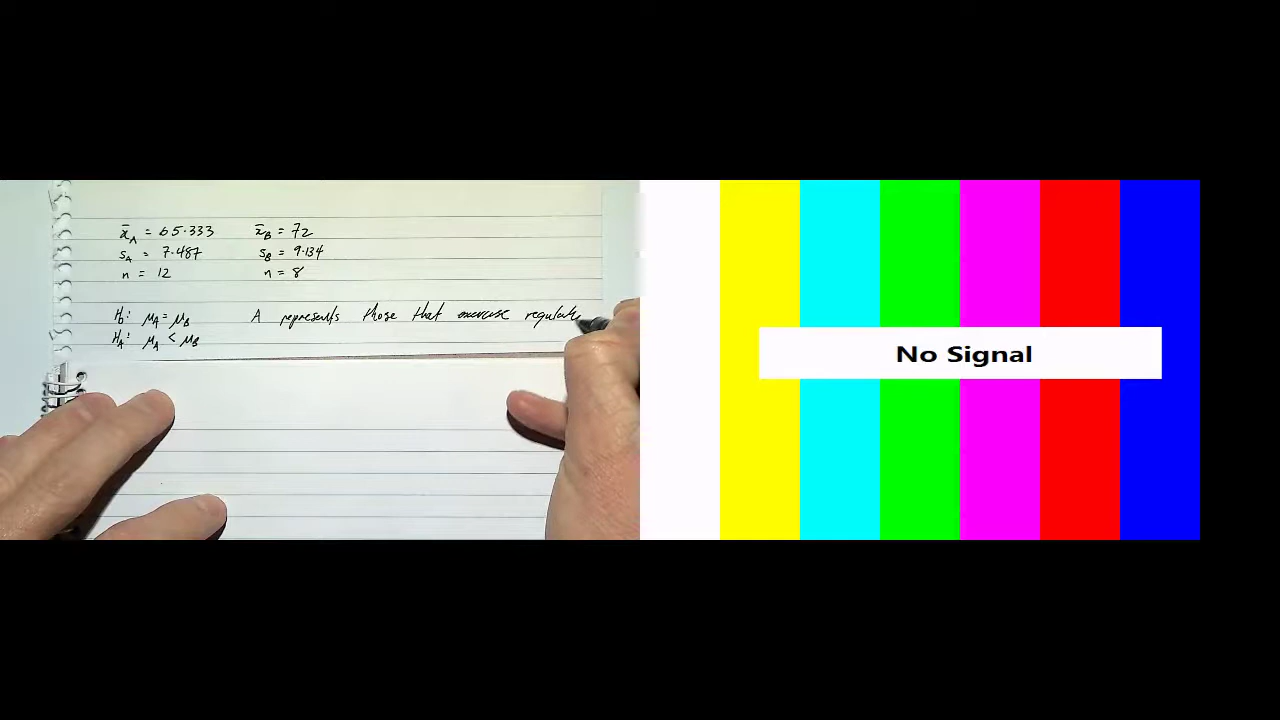 x̄A = 65.333 x̄B = 72
sA = 7.487 sB = 9.134
n = 12 n = 8
H0: μA = μB A represents those that exercise regularly
HA: μA < μB
No Signal